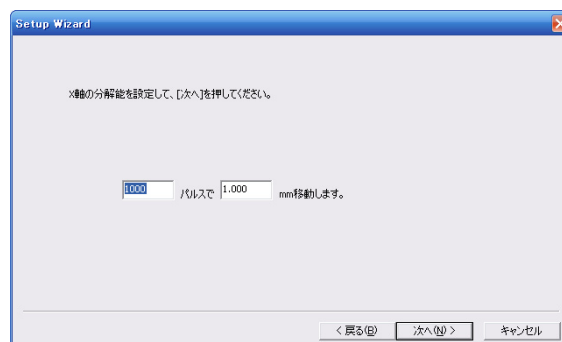 Setup Wizard
X軸の分解能を設定して、[次へ]を押してください。
1000 パルスで 1.000 mm移動します。
< 戻る(B) 次へ(N) > キャンセル